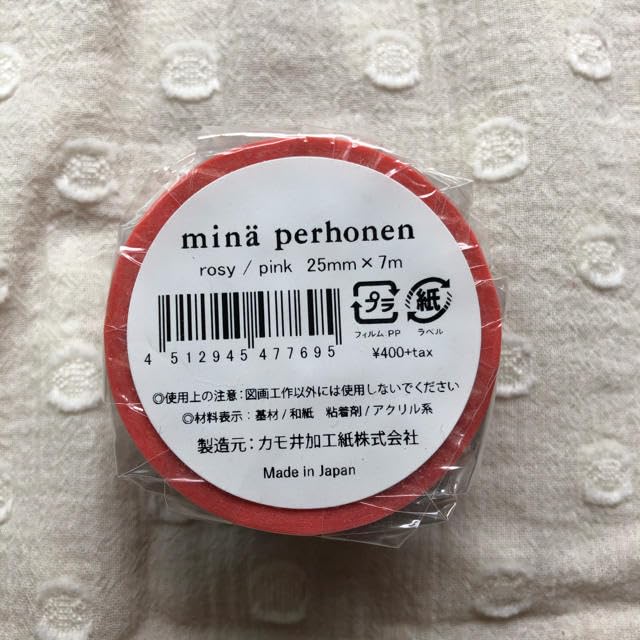 minä perhonen
rosy / pink 25mm×7m
プラ
紙
フィルム.PP ラベル
4 512945 477695
¥400+tax
◎使用上の注意：図画工作以外には使用しないでください
◎材料表示：基材/和紙 粘着剤/アクリル系
製造元：カモ井加工紙株式会社
Made in Japan